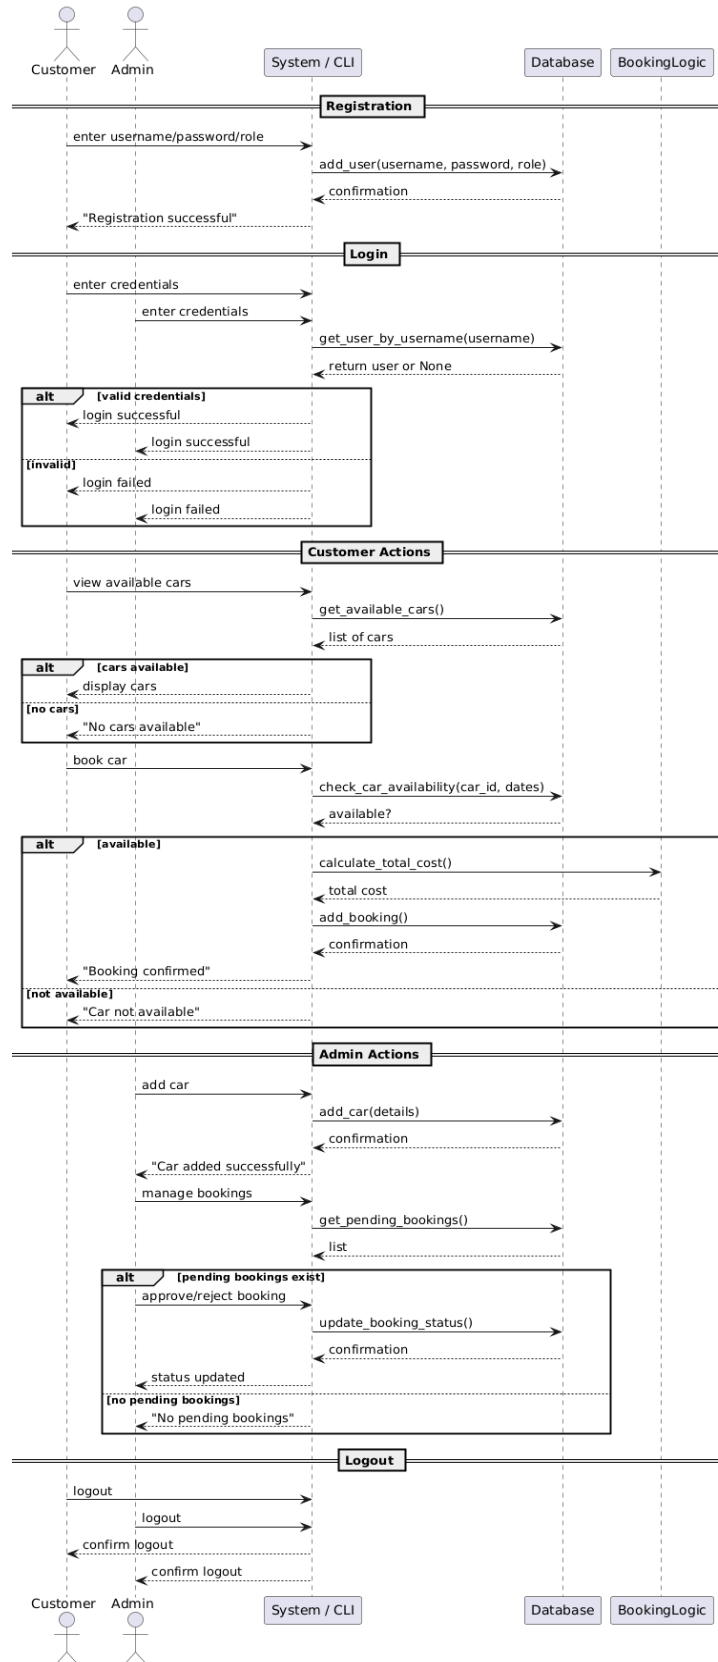 Customer
Admin
System / CLI
Database
BookingLogic
Registration
enter username/password/role
add_user(username, password, role)
confirmation
"Registration successful"
Login
enter credentials
enter credentials
get_user_by_username(username)
return user or None
alt [valid credentials]
login successful
login successful
[invalid]
login failed
login failed
Customer Actions
view available cars
get_available_cars()
list of cars
alt [cars available]
display cars
[no cars]
"No cars available"
book car
check_car_availability(car_id, dates)
available?
alt [available]
calculate_total_cost()
total cost
add_booking()
confirmation
"Booking confirmed"
[not available]
"Car not available"
Admin Actions
add car
add_car(details)
confirmation
"Car added successfully"
manage bookings
get_pending_bookings()
list
alt [pending bookings exist]
approve/reject booking
update_booking_status()
confirmation
status updated
[no pending bookings]
"No pending bookings"
Logout
logout
logout
confirm logout
confirm logout
Customer
Admin
System / CLI
Database
BookingLogic